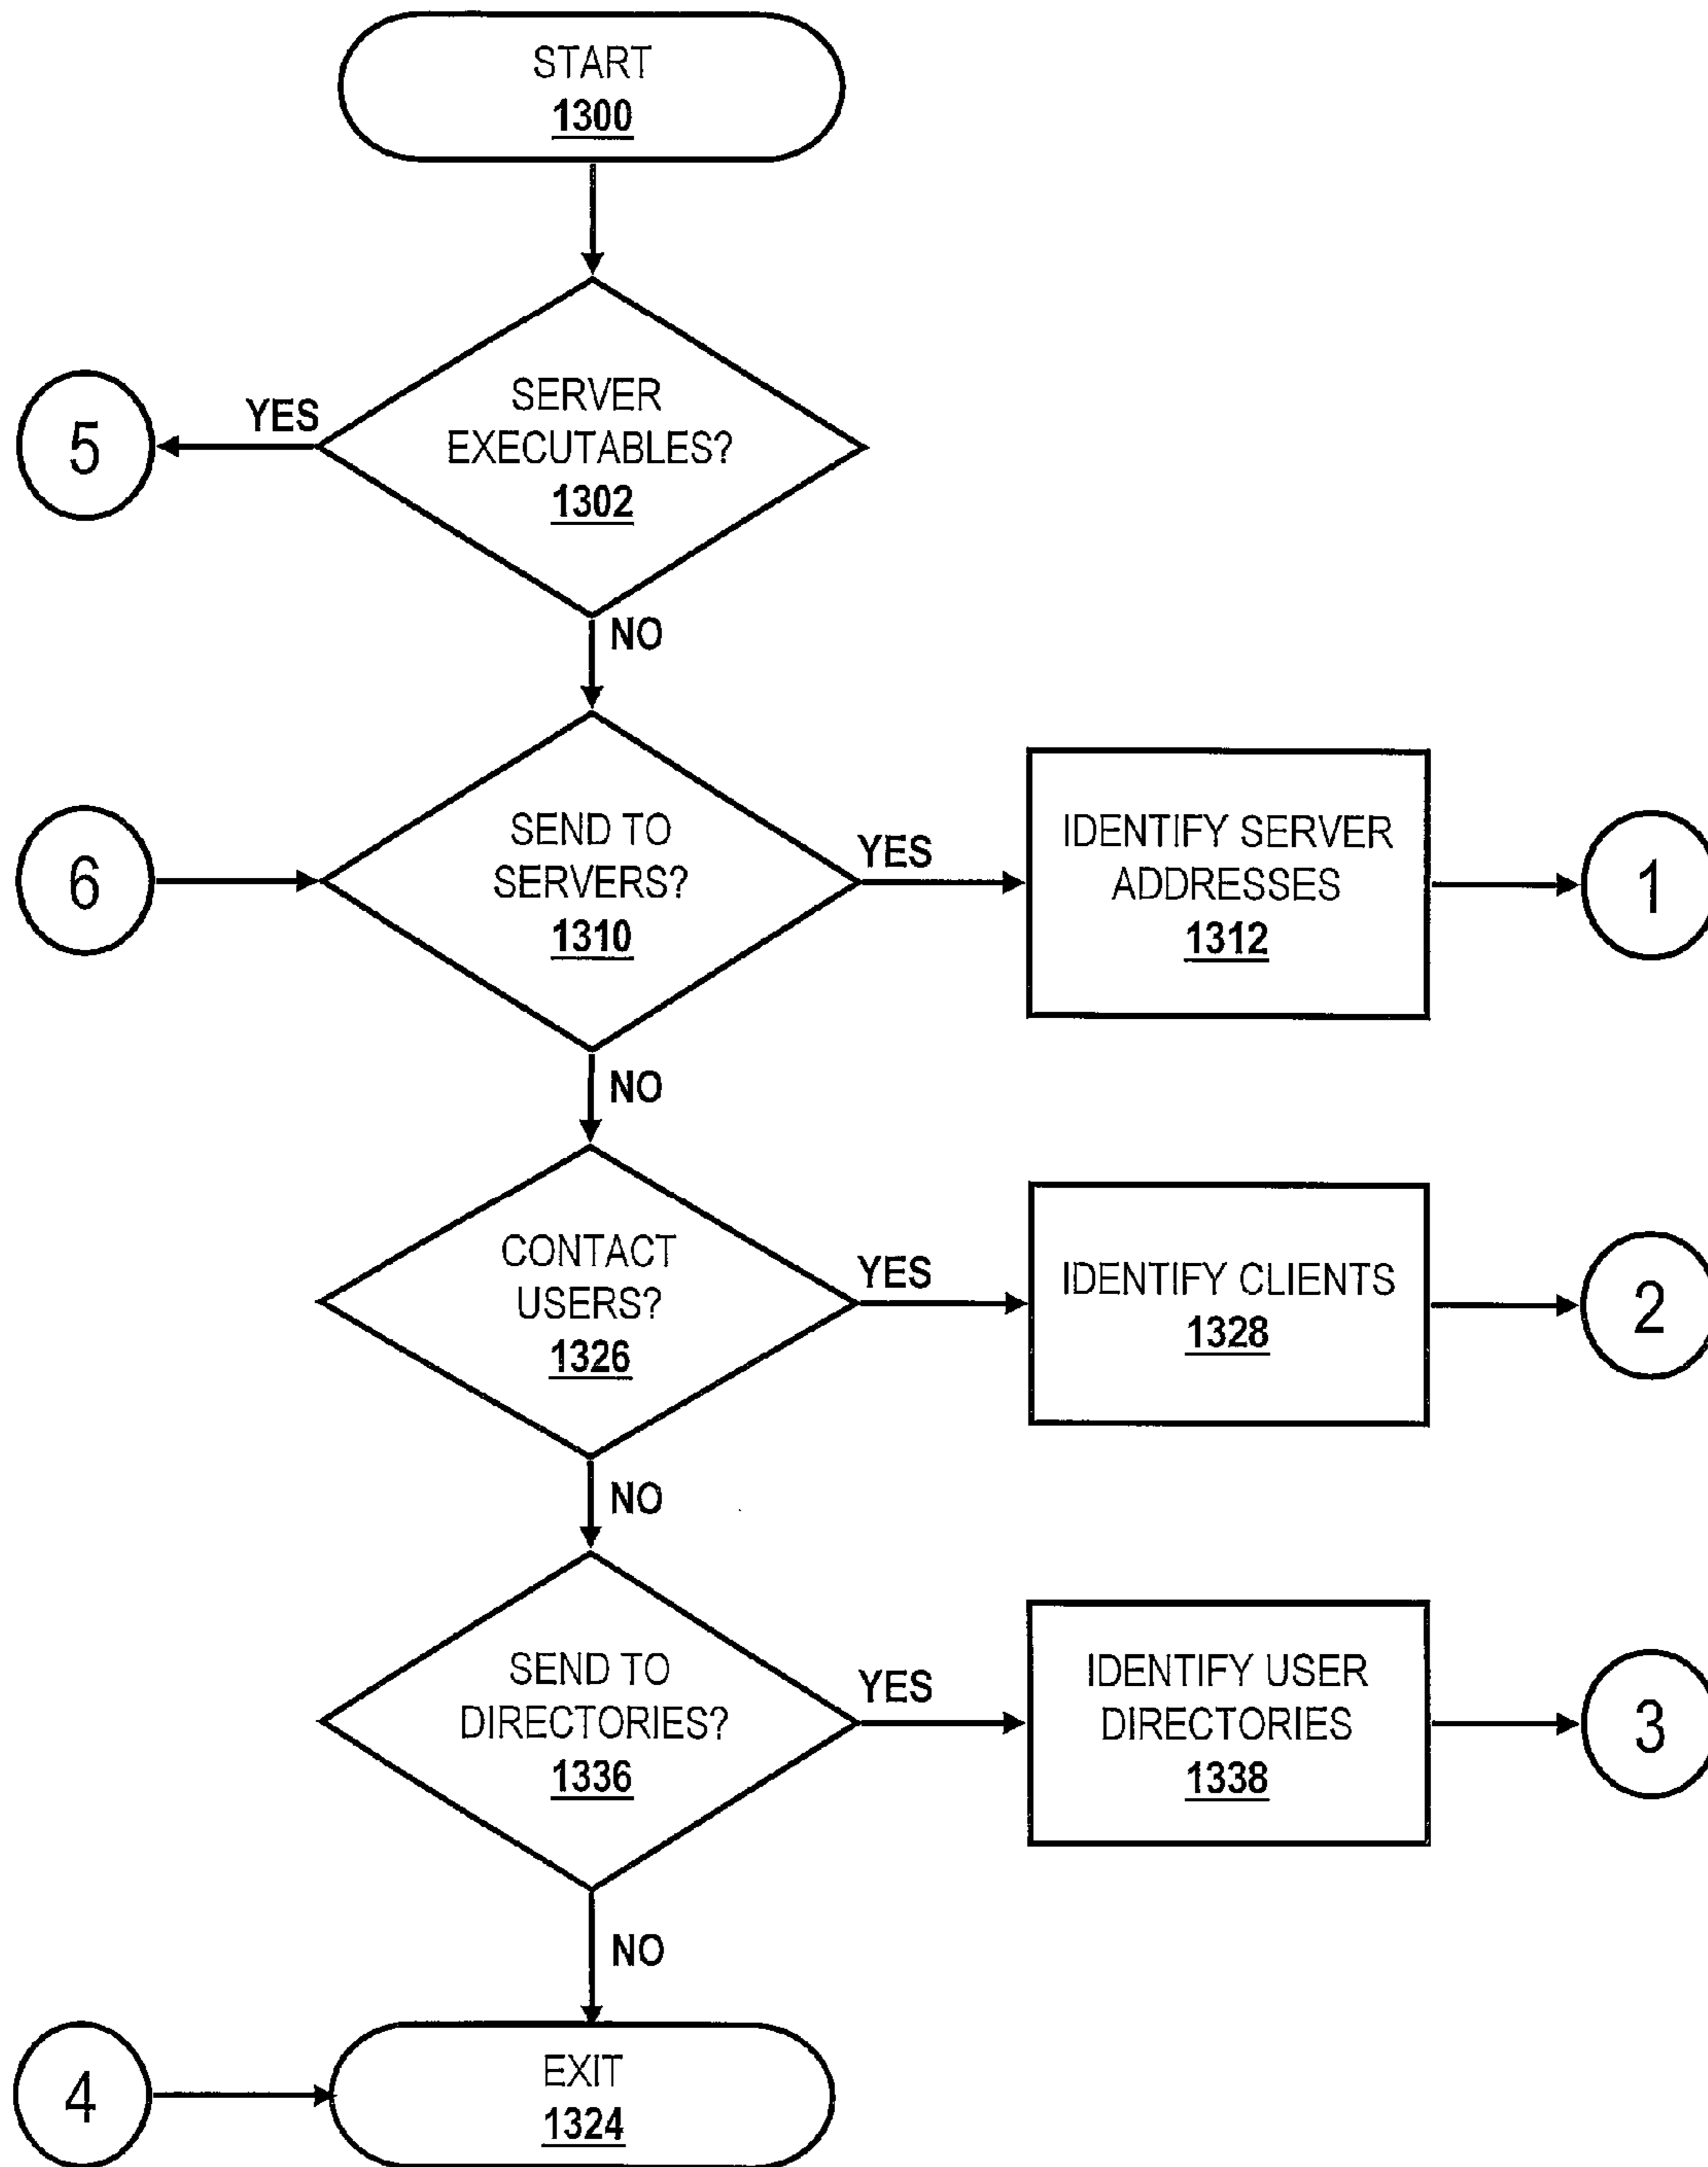 START
1300
SERVER
EXECUTABLES?
1302
YES
5
NO
SEND TO
SERVERS?
1310
6
YES
IDENTIFY SERVER
ADDRESSES
1312
1
NO
CONTACT
USERS?
1326
YES
IDENTIFY CLIENTS
1328
2
NO
SEND TO
DIRECTORIES?
1336
YES
IDENTIFY USER
DIRECTORIES
1338
3
NO
4
EXIT
1324